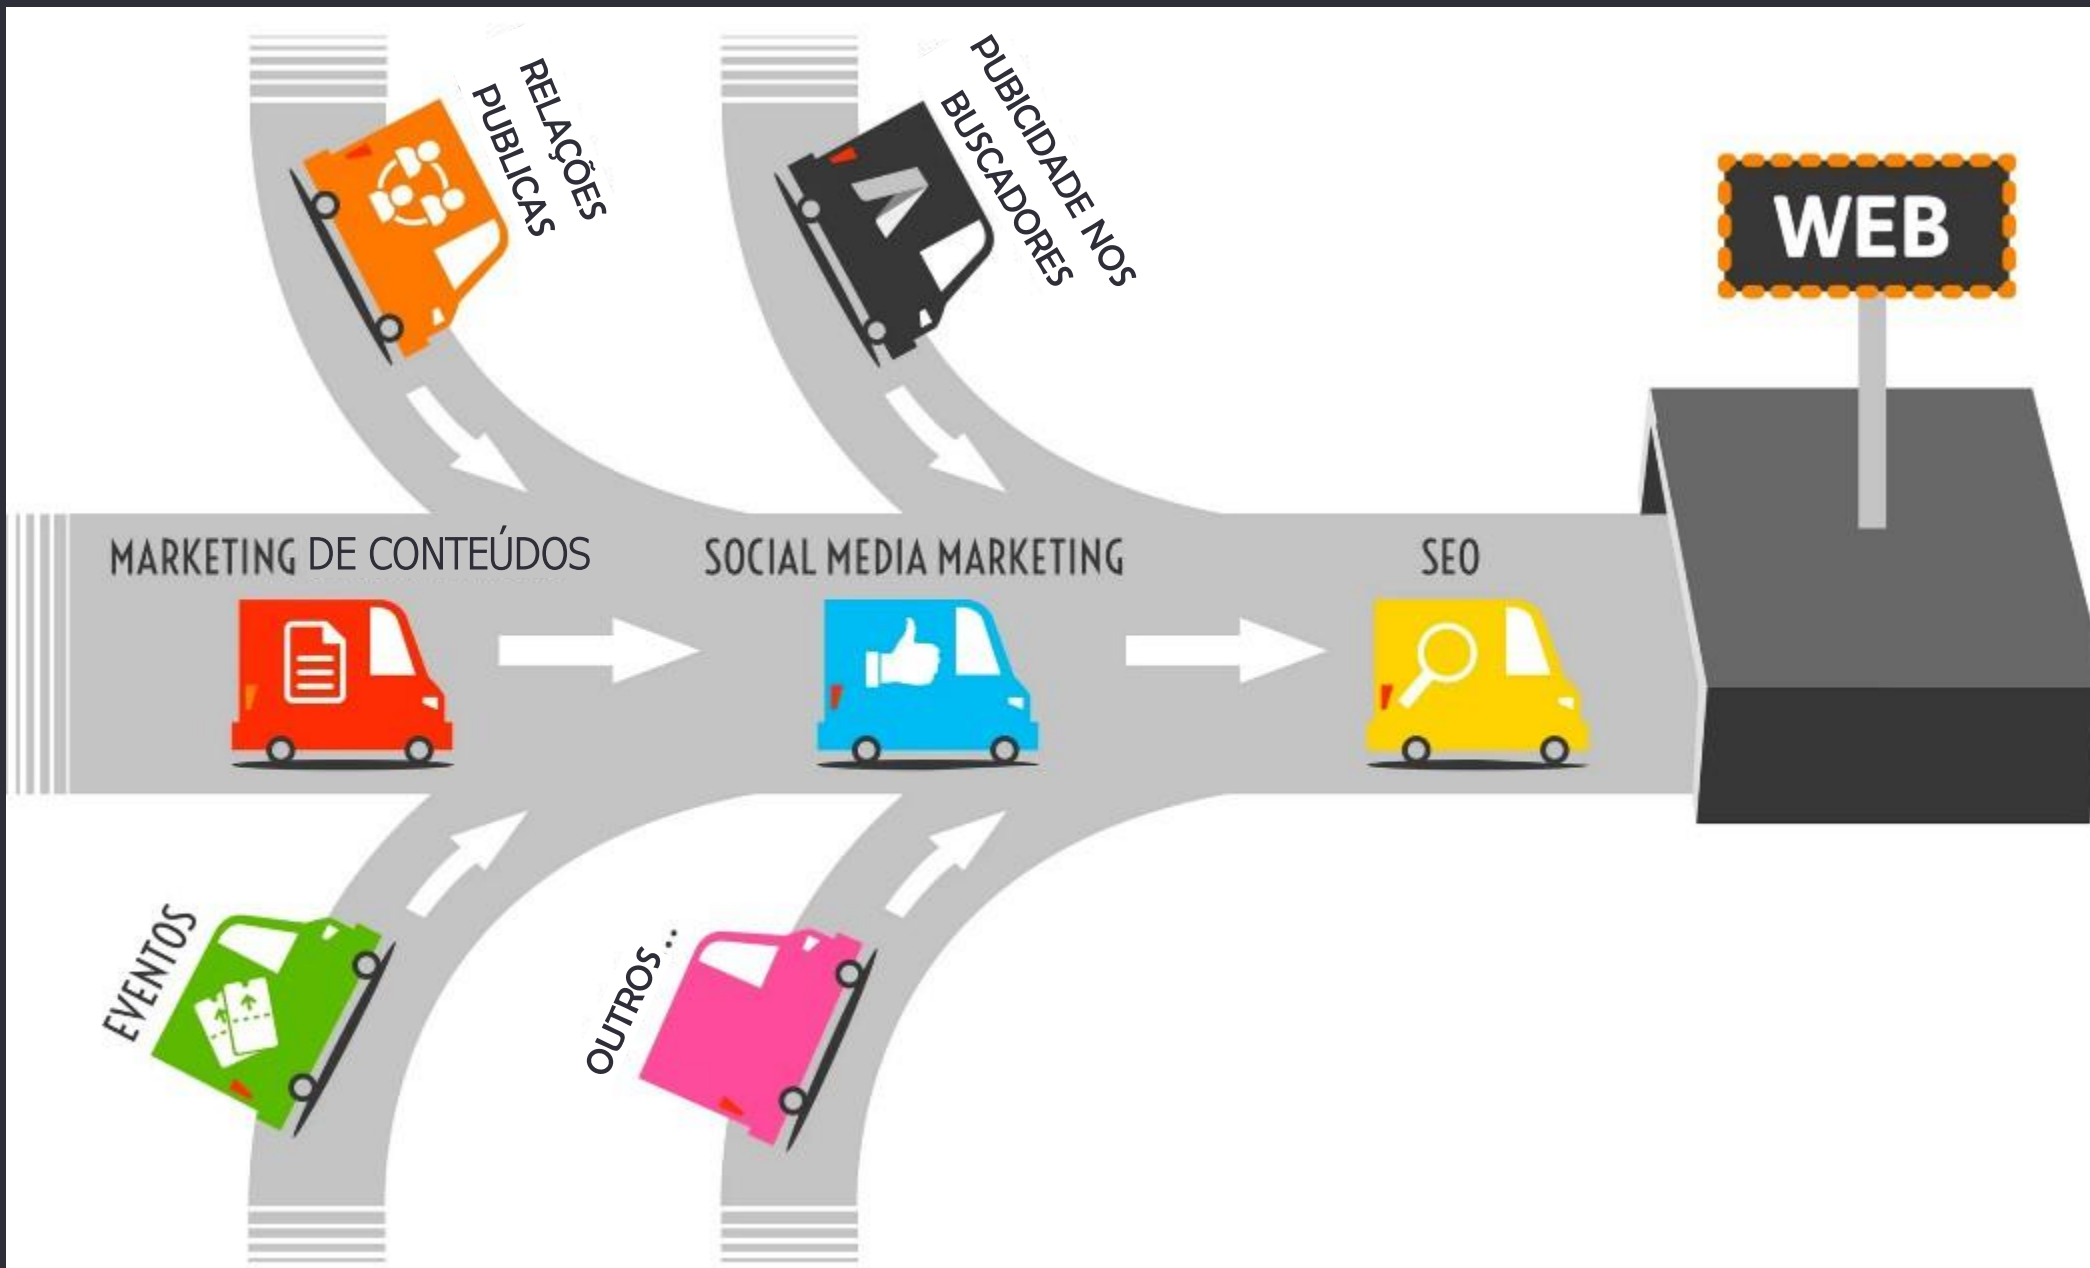 RELAÇÕES
PUBLICAS
PUBICIDADE NOS
BUSCADORES
WEB
MARKETING DE CONTEÚDOS
SOCIAL MEDIA MARKETING
SEO
EVENTOS
OUTROS...